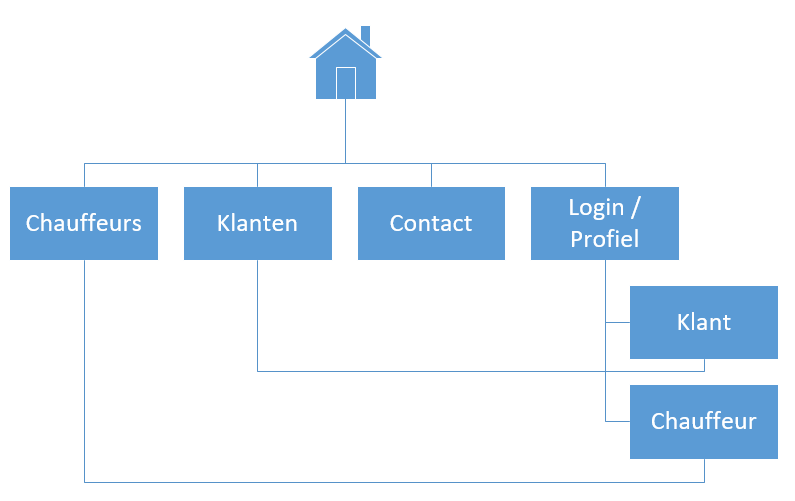 Chauffeurs
Klanten
Contact
Login /
Profiel
Klant
Chauffeur